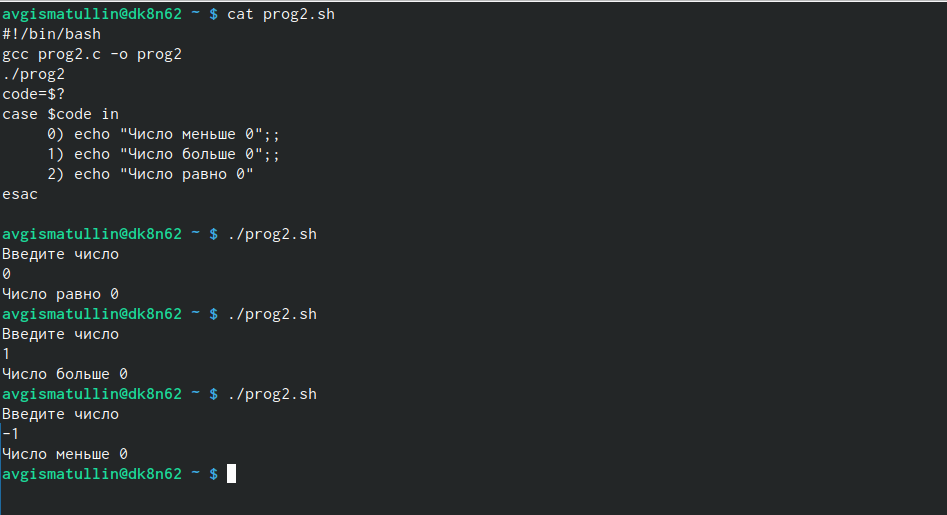 avgismatullin@dk8n62 ~ $ cat prog2.sh
#!/bin/bash
gcc prog2.c -o prog2
./prog2
code=$?
case $code in
     0) echo "Число меньше 0";;
     1) echo "Число больше 0";;
     2) echo "Число равно 0"
esac

avgismatullin@dk8n62 ~ $ ./prog2.sh
Введите число
0
Число равно 0
avgismatullin@dk8n62 ~ $ ./prog2.sh
Введите число
1
Число больше 0
avgismatullin@dk8n62 ~ $ ./prog2.sh
Введите число
-1
Число меньше 0
avgismatullin@dk8n62 ~ $